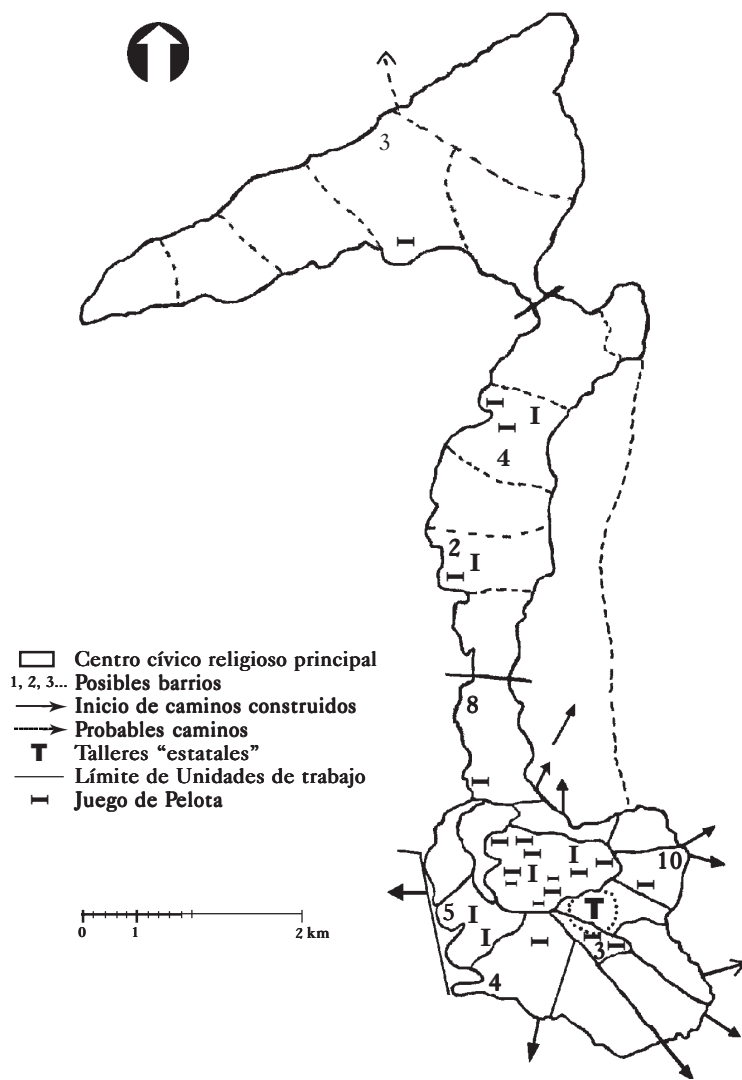 3
I
4
2
I
Centro cívico religioso principal
1, 2, 3... Posibles barrios
Inicio de caminos construidos
Probables caminos
T Talleres “estatales”
Límite de Unidades de trabajo
Juego de Pelota
8
I
I
10
5
I
T
I
3
4
0 1 2 km